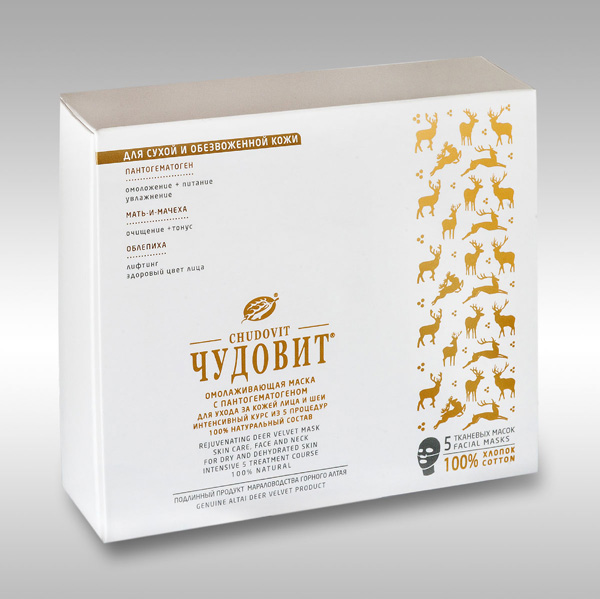 ДЛЯ СУХОЙ И ОБЕЗВОЖЕННОЙ КОЖИ
ПАНТОГЕМАТОГЕН
омоложение + питание
увлажнение
МАТЬ-И-МАЧЕХА
очищение + тонус
ОБЛЕПИХА
лифтинг
здоровый цвет лица
CHUDOVIT
ЧУДОВИТ®
ОМОЛАЖИВАЮЩАЯ МАСКА
С ПАНТОГЕМАТОГЕНОМ
ДЛЯ УХОДА ЗА КОЖЕЙ ЛИЦА И ШЕИ
ИНТЕНСИВНЫЙ КУРС ИЗ 5 ПРОЦЕДУР
100% НАТУРАЛЬНЫЙ СОСТАВ
REJUVENATING DEER VELVET MASK
SKIN CARE, FACE AND NECK
FOR DRY AND DEHYDRATED SKIN
INTENSIVE 5 TREATMENT COURSE
100% NATURAL
ПОДЛИННЫЙ ПРОДУКТ МАРАЛОВОДСТВА ГОРНОГО АЛТАЯ
GENUINE ALTAI DEER VELVET PRODUCT
5 ТКАНЕВЫХ МАСОК
FACIAL MASKS
100% ХЛОПОК
COTTON